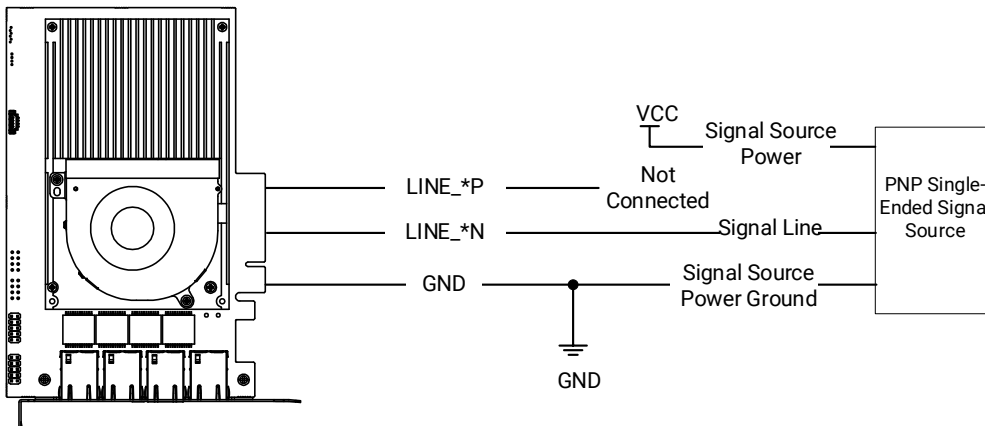 VCC
Signal Source
Power
LINE_*P
Not
Connected
PNP Single-
Ended Signal
Source
LINE_*N
Signal Line
GND
Signal Source
Power Ground
GND